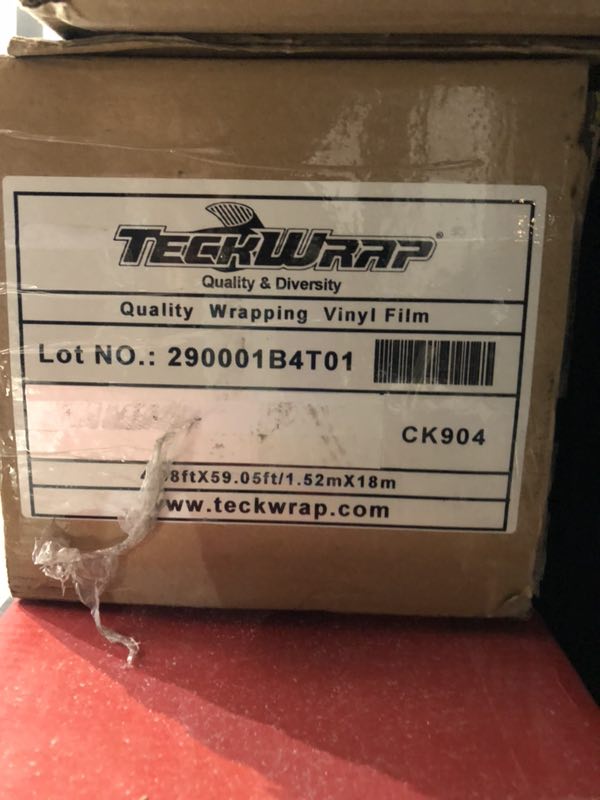 TECKWRAP®
Quality & Diversity
Quality Wrapping Vinyl Film
Lot NO.: 290001B4T01
CK904
8ftX59.05ft/1.52mX18m
www.teckwrap.com